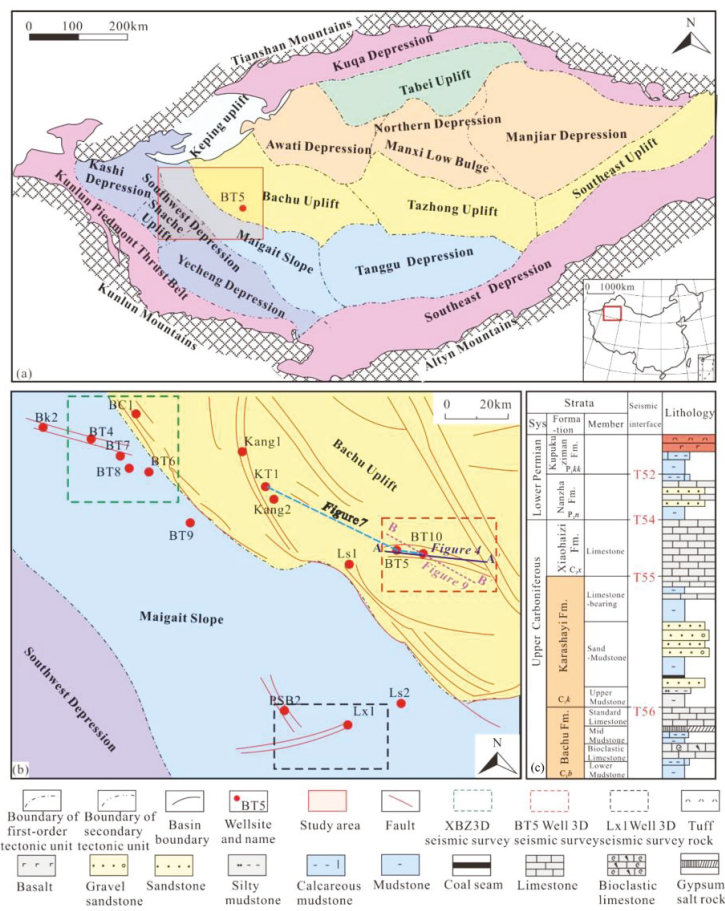 0 100 200km
N
Tianshan Mountains
Kuqa Depression
Tabei Uplift
Keping uplift
Northern Depression
Awati Depression
Manxi Low Bulge
Manjiar Depression
Southeast Uplift
Kashi
Depression
Southwest Depression
Shache
Uplift
BT5
Bachu Uplift
Tazhong Uplift
Maigait Slope
Kunlun Piedmont Thrust Belt
Yecheng Depression
Tanggu Depression
Southeast Depression
Kunlun Mountains
Altyn Mountains
0 1000km
(a)
0 20km
BC1
Bk2
BT4
BT7
BT8
BT6
BT9
Kang1
KT1
Kang2
Bachu Uplift
Figure7
B
BT10
A
Figure 4
A
BT5
Figure 9
B
Ls1
Maigait Slope
Southwest Depression
PSB2
Lx1
Ls2
N
(b)
Strata
Seismic
interface
Lithology
Sys
Forma
-tion
Member
Lower Permian
Kupuku
ziman
Fm.
P₁kk
T52
Nanzha
Fm.
P₁n
T54
Upper Carboniferous
Xiaohaizi
Fm.
Limestone
C₂x
T55
Karashayi Fm.
Limestone
-bearing
Sand
-Mudstone
Upper
Mudstone
C₁k
T56
Bachu Fm.
Standard
Limestone
Mid
Mudstone
Bioclastic
Limestone
Lower
Mudstone
C₁b
(c)
BT5
Boundary of
first-order
tectonic unit
Boundary of
secondary
tectonic unit
Basin
boundary
Wellsite
and name
Study area
Fault
XBZ3D
seismic survey
BT5 Well 3D
seismic survey
Lx1Well 3D
seismic survey
Tuff
rock
Basalt
Gravel
sandstone
Sandstone
Silty
mudstone
Calcareous
mudstone
Mudstone
Coal seam
Limestone
Bioclastic
limestone
Gypsum
salt rock